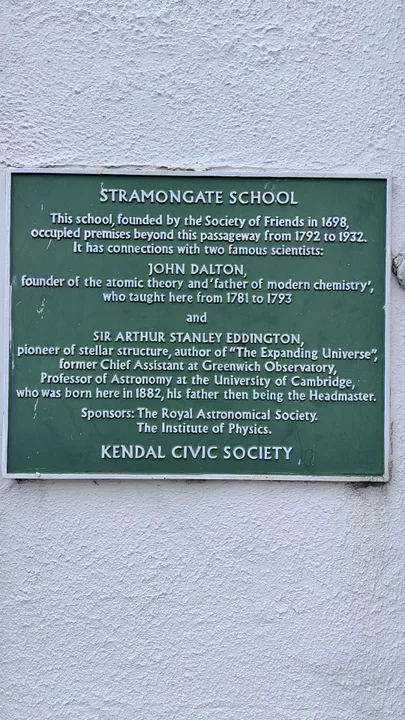 STRAMONGATE SCHOOL
This school, founded by the Society of Friends in 1698,
occupied premises beyond this passageway from 1792 to 1932.
It has connections with two famous scientists:
JOHN DALTON,
founder of the atomic theory and 'father of modern chemistry',
who taught here from 1781 to 1793
and
SIR ARTHUR STANLEY EDDINGTON,
pioneer of stellar structure, author of "The Expanding Universe",
former Chief Assistant at Greenwich Observatory,
Professor of Astronomy at the University of Cambridge,
who was born here in 1882, his father then being the Headmaster.
Sponsors: The Royal Astronomical Society.
The Institute of Physics.
KENDAL CIVIC SOCIETY